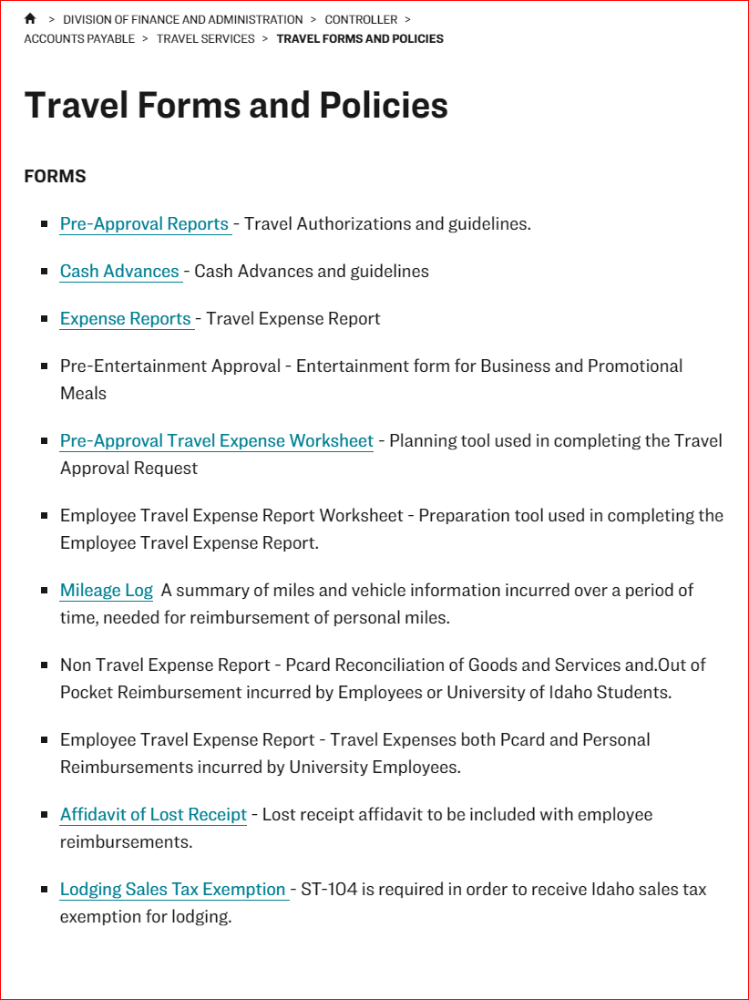 > DIVISION OF FINANCE AND ADMINISTRATION > CONTROLLER >
ACCOUNTS PAYABLE > TRAVEL SERVICES > TRAVEL FORMS AND POLICIES
Travel Forms and Policies
FORMS
▪ Pre-Approval Reports - Travel Authorizations and guidelines.
▪ Cash Advances - Cash Advances and guidelines
▪ Expense Reports - Travel Expense Report
▪ Pre-Entertainment Approval - Entertainment form for Business and Promotional
Meals
▪ Pre-Approval Travel Expense Worksheet - Planning tool used in completing the Travel
Approval Request
▪ Employee Travel Expense Report Worksheet - Preparation tool used in completing the
Employee Travel Expense Report.
▪ Mileage Log A summary of miles and vehicle information incurred over a period of
time, needed for reimbursement of personal miles.
▪ Non Travel Expense Report - Pcard Reconciliation of Goods and Services and.Out of
Pocket Reimbursement incurred by Employees or University of Idaho Students.
▪ Employee Travel Expense Report - Travel Expenses both Pcard and Personal
Reimbursements incurred by University Employees.
▪ Affidavit of Lost Receipt - Lost receipt affidavit to be included with employee
reimbursements.
▪ Lodging Sales Tax Exemption - ST-104 is required in order to receive Idaho sales tax
exemption for lodging.